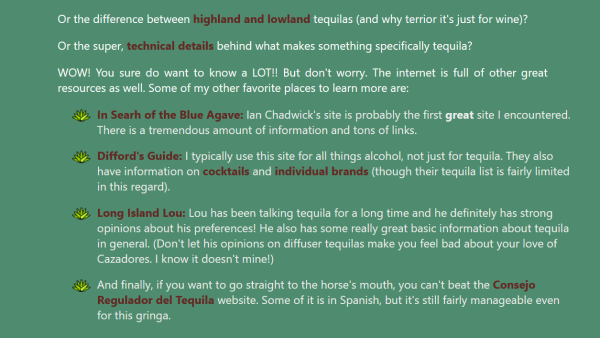 Or the difference between highland and lowland tequilas (and why terrior it's just for wine)?
Or the super, technical details behind what makes something specifically tequila?
WOW! You sure do want to know a LOT!! But don't worry. The internet is full of other great
resources as well. Some of my other favorite places to learn more are:
In Searh of the Blue Agave: Ian Chadwick's site is probably the first great site I encountered.
There is a tremendous amount of information and tons of links.
Difford's Guide: I typically use this site for all things alcohol, not just for tequila. They also
have information on cocktails and individual brands (though their tequila list is fairly limited
in this regard).
Long Island Lou: Lou has been talking tequila for a long time and he definitely has strong
opinions about his preferences! He also has some really great basic information about tequila
in general. (Don't let his opinions on diffuser tequilas make you feel bad about your love of
Cazadores. I know it doesn't mine!)
And finally, if you want to go straight to the horse's mouth, you can't beat the Consejo
Regulador del Tequila website. Some of it is in Spanish, but it's still fairly manageable even
for this gringa.